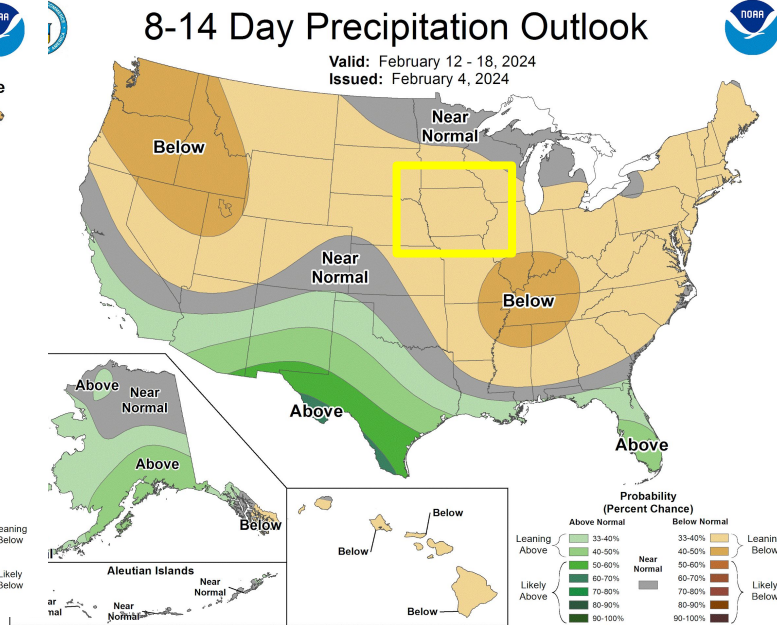 8-14 Day Precipitation Outlook
Valid: February 12 - 18, 2024
Issued: February 4, 2024
NOAA
Near
Normal
Below
Near
Normal
Below
Above
Above
Above
Near
Normal
Above
Below
Aleutian Islands
Near
Normal
Near
Normal
Below
Below
Below
Probability
(Percent Chance)
Above Normal
Below Normal
Leaning
Above
33-40%
40-50%
Likely
Above
50-60%
60-70%
70-80%
80-90%
90-100%
Near
Normal
33-40%
40-50%
50-60%
60-70%
70-80%
80-90%
90-100%
Leaning
Below
Likely
Below